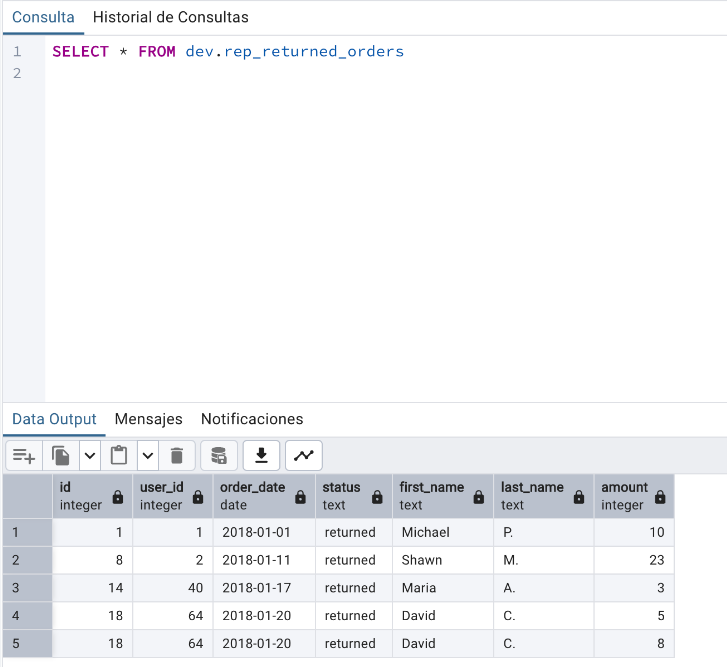 Consulta Historial de Consultas
1 SELECT * FROM dev.rep_returned_orders
2
Data Output Mensajes Notificaciones
id user_id order_date status first_name last_name amount
integer integer date text text text integer
1 1 1 2018-01-01 returned Michael P. 10
2 8 2 2018-01-11 returned Shawn M. 23
3 14 40 2018-01-17 returned Maria A. 3
4 18 64 2018-01-20 returned David C. 5
5 18 64 2018-01-20 returned David C. 8